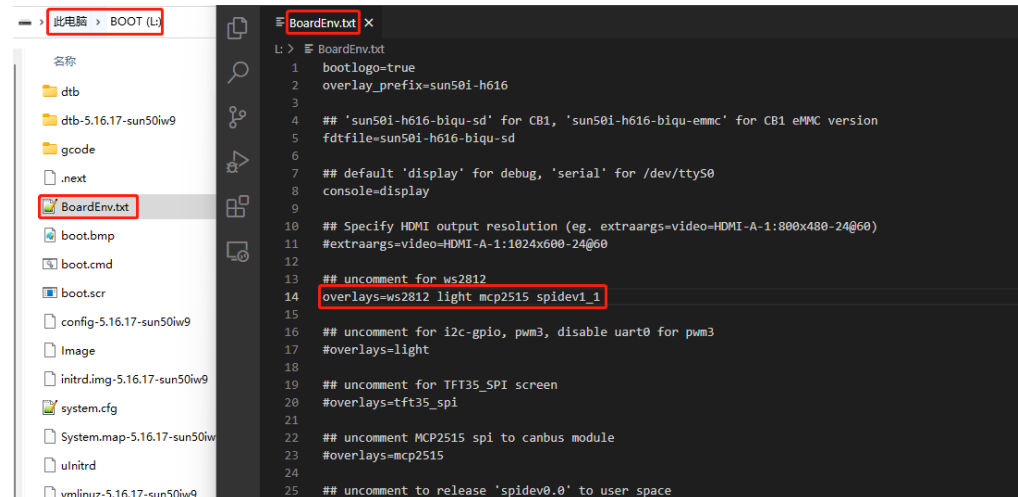 此电脑 > BOOT (L:)
名称
dtb
dtb-5.16.17-sun50iw9
gcode
.next
BoardEnv.txt
boot.bmp
boot.cmd
boot.scr
config-5.16.17-sun50iw9
Image
initrd.img-5.16.17-sun50iw9
system.cfg
System.map-5.16.17-sun50iw
uInitrd
vmlinuz-5.16.17-sun50iw9
BoardEnv.txt ×
L: > BoardEnv.txt
1 bootlogo=true
2 overlay_prefix=sun50i-h616
3
4 ## 'sun50i-h616-biqu-sd' for CB1, 'sun50i-h616-biqu-emmc' for CB1 eMMC version
5 fdtfile=sun50i-h616-biqu-sd
6
7 ## default 'display' for debug, 'serial' for /dev/ttyS0
8 console=display
9
10 ## Specify HDMI output resolution (eg. extraargs=video=HDMI-A-1:800x480-24@60)
11 #extraargs=video=HDMI-A-1:1024x600-24@60
12
13 ## uncomment for ws2812
14 overlays=ws2812 light mcp2515 spidev1_1
15
16 ## uncomment for i2c-gpio, pwm3, disable uart0 for pwm3
17 #overlays=light
18
19 ## uncomment for TFT35_SPI screen
20 #overlays=tft35_spi
21
22 ## uncomment MCP2515 spi to canbus module
23 #overlays=mcp2515
24
25 ## uncomment to release 'spidev0.0' to user space